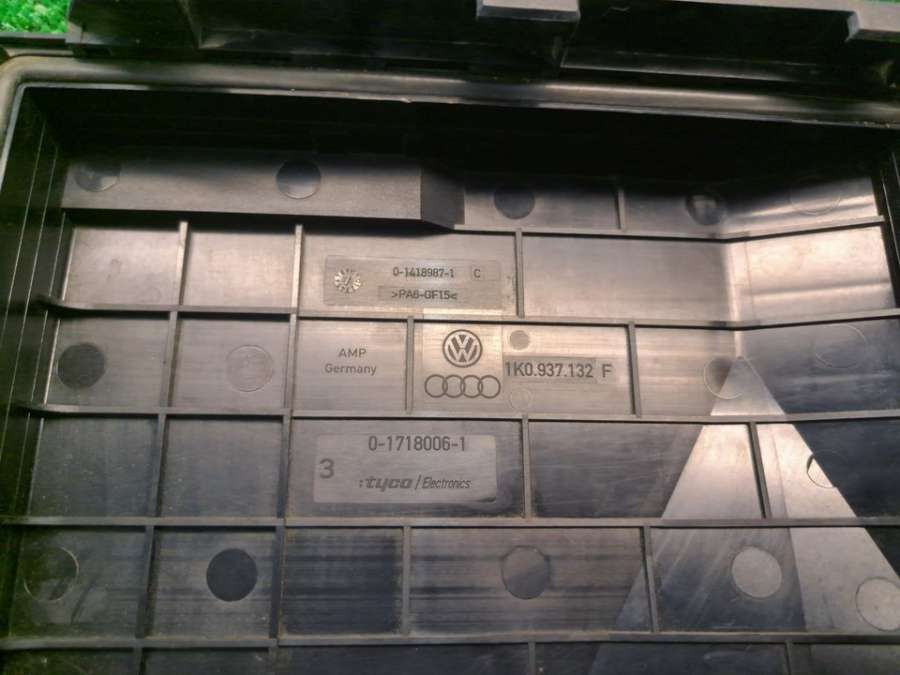 0-1418987-1 C
>PA6-GF15<
AMP
Germany
1K0.937.132 F
0-1718006-1
3
:tyco / Electronics